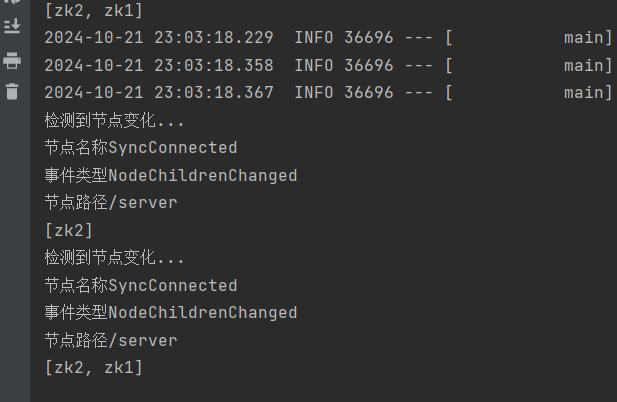 [zk2, zk1]
2024-10-21 23:03:18.229  INFO 36696 --- [           main]
2024-10-21 23:03:18.358  INFO 36696 --- [           main]
2024-10-21 23:03:18.367  INFO 36696 --- [           main]
检测到节点变化...
节点名称SyncConnected
事件类型NodeChildrenChanged
节点路径/server
[zk2]
检测到节点变化...
节点名称SyncConnected
事件类型NodeChildrenChanged
节点路径/server
[zk2, zk1]